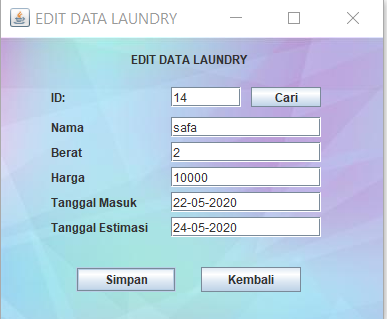 EDIT DATA LAUNDRY
EDIT DATA LAUNDRY
ID: 14 Cari
Nama safa
Berat 2
Harga 10000
Tanggal Masuk 22-05-2020
Tanggal Estimasi 24-05-2020
Simpan Kembali